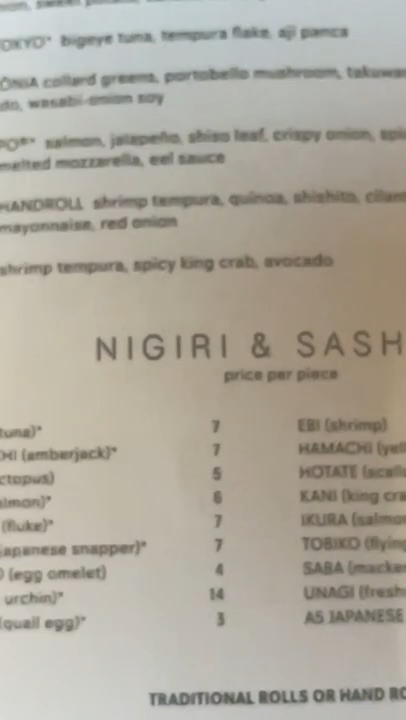 bigeye tuna, tempura flake, aji panca
collard greens, portobello mushroom,
wasabi-onion soy
salmon, jalapeño, shiso leaf, crispy onion,
melted mozzarella, eel sauce
HANDROLL shrimp tempura, quinoa, shishito,
mayonnaise, red onion
shrimp tempura, spicy king crab, avocado
NIGIRI & SASH
price per piece
tuna)* 7 EBI (shrimp)
(amberjack)* 7 HAMACHI
5 HOTATE
6 KANI (king
(fluke)* 7 IKURA
japanese snapper)* 7 TOBIKO
(egg omelet) 4 SABA
urchin)* 14 UNAGI
(quail egg)* 3 A5 JAPANESE
TRADITIONAL ROLLS OR HAND